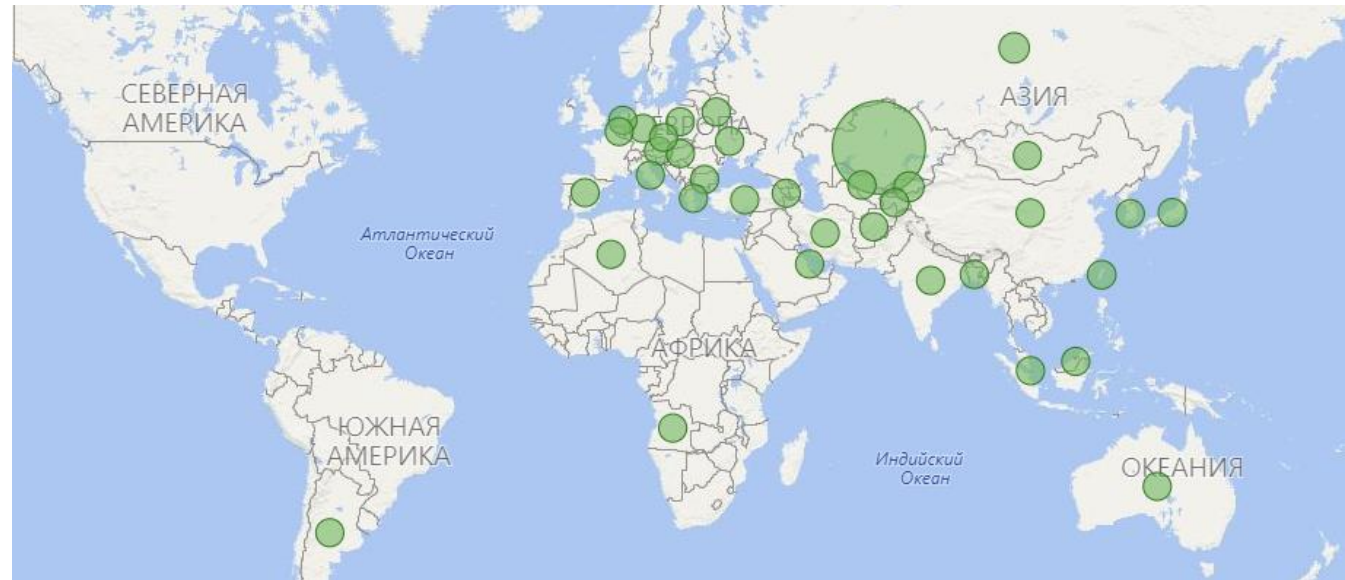 СЕВЕРНАЯ
АМЕРИКА
АЗИЯ
ЕВРОПА
Атлантический
Океан
АФРИКА
ЮЖНАЯ
АМЕРИКА
Индийский
Океан
ОКЕАНИЯ